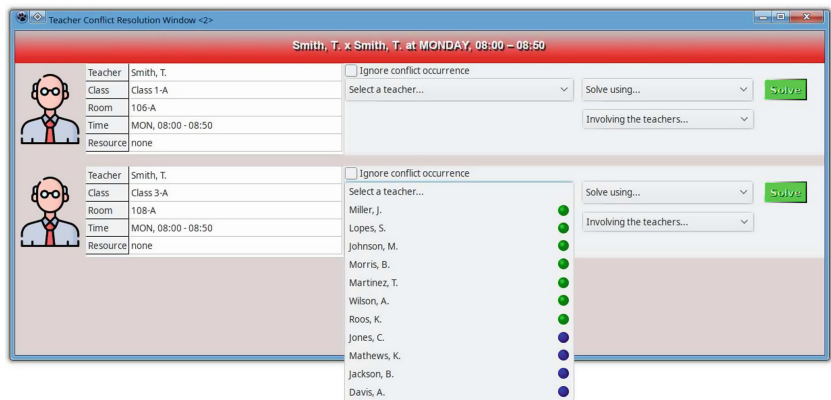 Teacher Conflict Resolution Window <2>
Smith, T. x Smith, T. at MONDAY, 08:00 – 08:50
Teacher Smith, T.
Class Class 1-A
Room 106-A
Time MON, 08:00 - 08:50
Resource none
Ignore conflict occurrence
Select a teacher...
Solve using...
Solve
Involving the teachers...
Teacher Smith, T.
Class Class 3-A
Room 108-A
Time MON, 08:00 - 08:50
Resource none
Ignore conflict occurrence
Select a teacher...
Miller, J.
Lopes, S.
Johnson, M.
Morris, B.
Martinez, T.
Wilson, A.
Roos, K.
Jones, C.
Mathews, K.
Jackson, B.
Davis, A.
Solve using...
Solve
Involving the teachers...